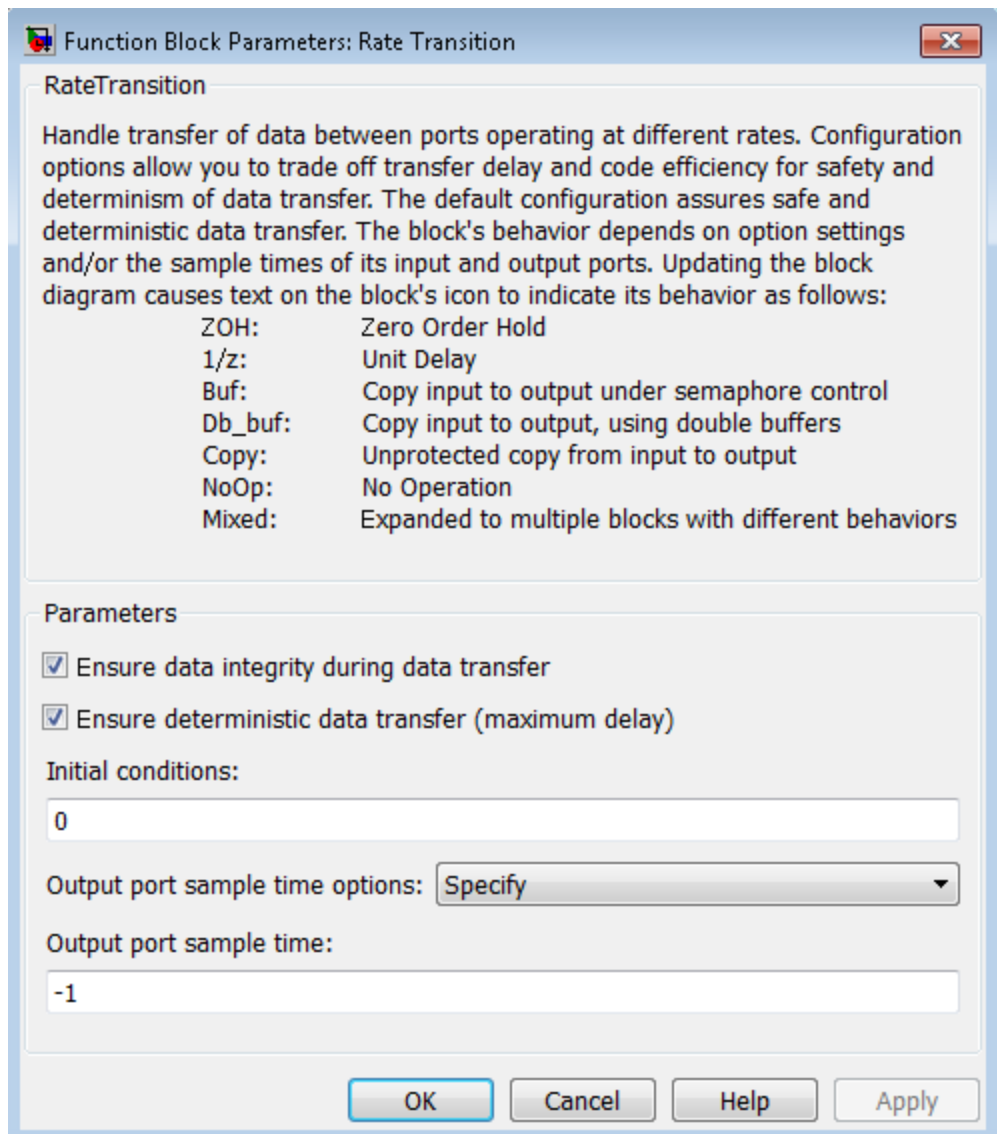 Function Block Parameters: Rate Transition
RateTransition
Handle transfer of data between ports operating at different rates. Configuration
options allow you to trade off transfer delay and code efficiency for safety and
determinism of data transfer. The default configuration assures safe and
deterministic data transfer. The block's behavior depends on option settings
and/or the sample times of its input and output ports. Updating the block
diagram causes text on the block's icon to indicate its behavior as follows:
ZOH: Zero Order Hold
1/z: Unit Delay
Buf: Copy input to output under semaphore control
Db_buf: Copy input to output, using double buffers
Copy: Unprotected copy from input to output
NoOp: No Operation
Mixed: Expanded to multiple blocks with different behaviors
Parameters
Ensure data integrity during data transfer
Ensure deterministic data transfer (maximum delay)
Initial conditions:
0
Output port sample time options: Specify
Output port sample time:
-1
OK Cancel Help Apply